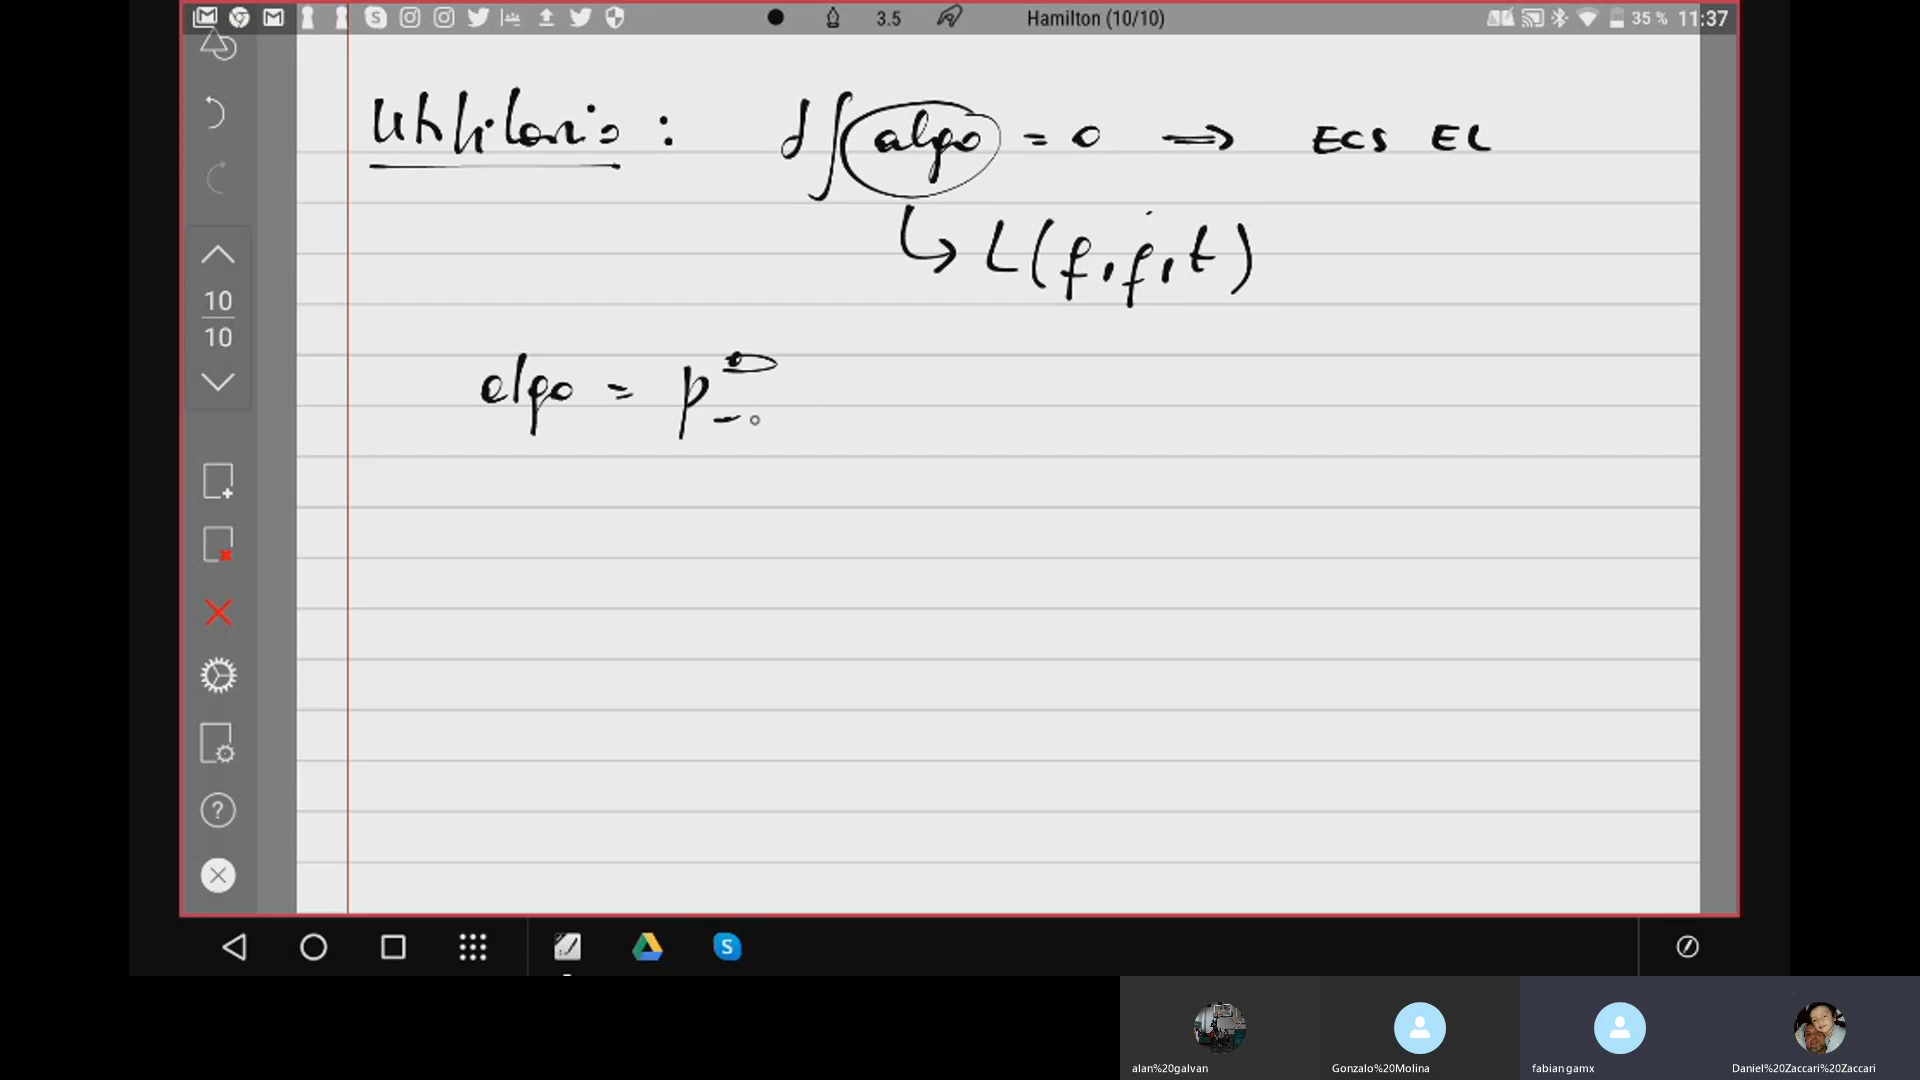 3.5 Hamilton (10/10) 35 % 11:37
Utilitario : δ∫ algo = 0 ⟹ ECS EL
↳ L(f, ḟ, t)
10
10
algo = p
?
S
alan%20galvan Gonzalo%20Molina fabian gamx Daniel%20Zaccari%20Zaccari